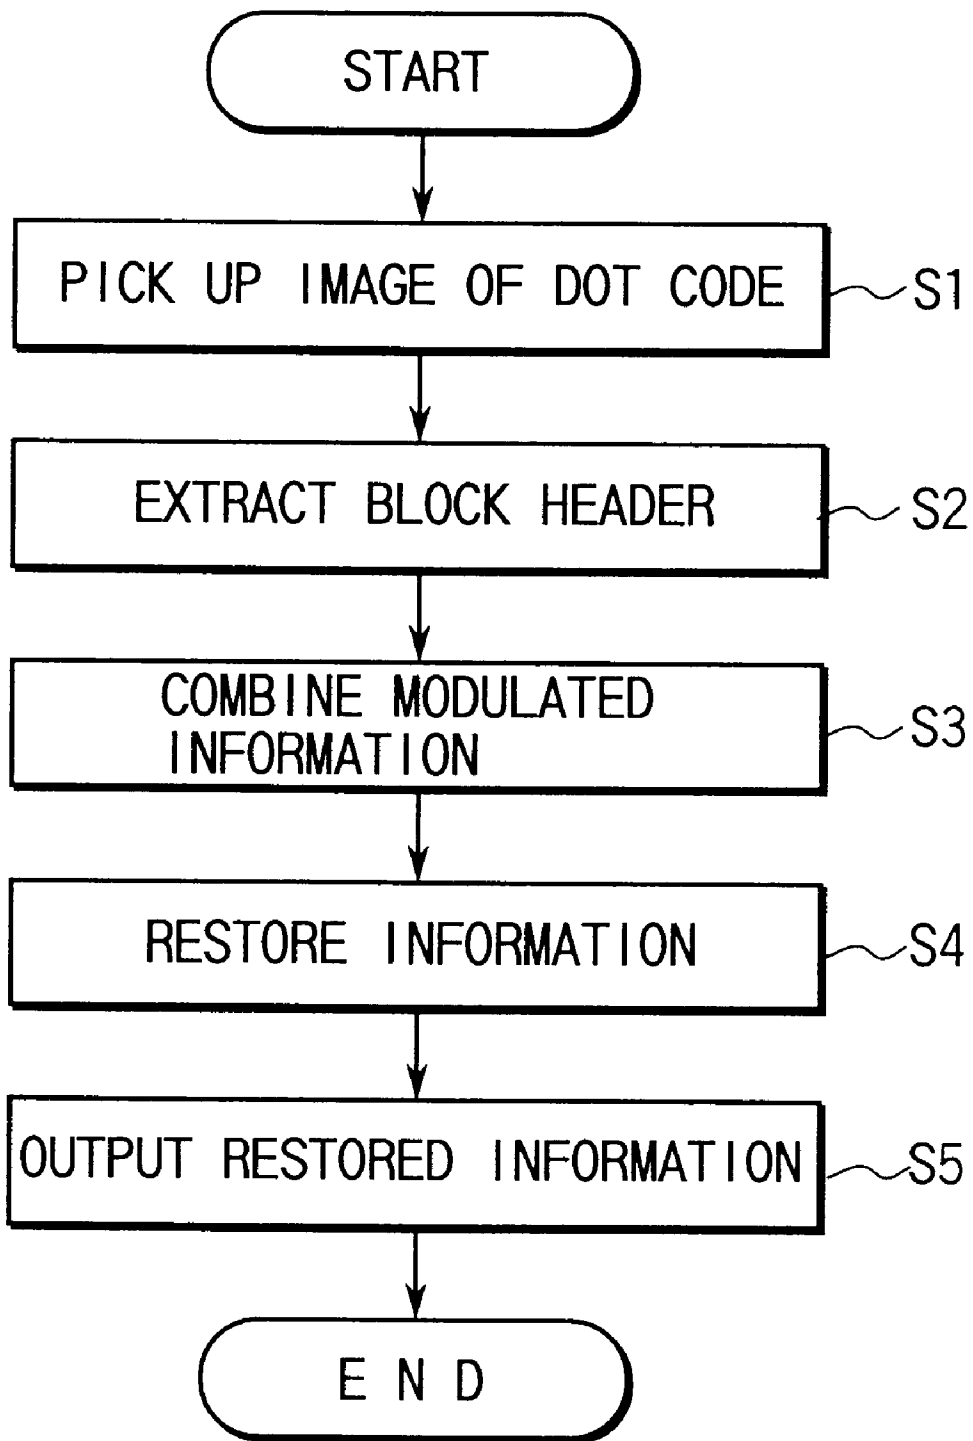 START
PICK UP IMAGE OF DOT CODE S1
EXTRACT BLOCK HEADER S2
COMBINE MODULATED
INFORMATION S3
RESTORE INFORMATION S4
OUTPUT RESTORED INFORMATION S5
END